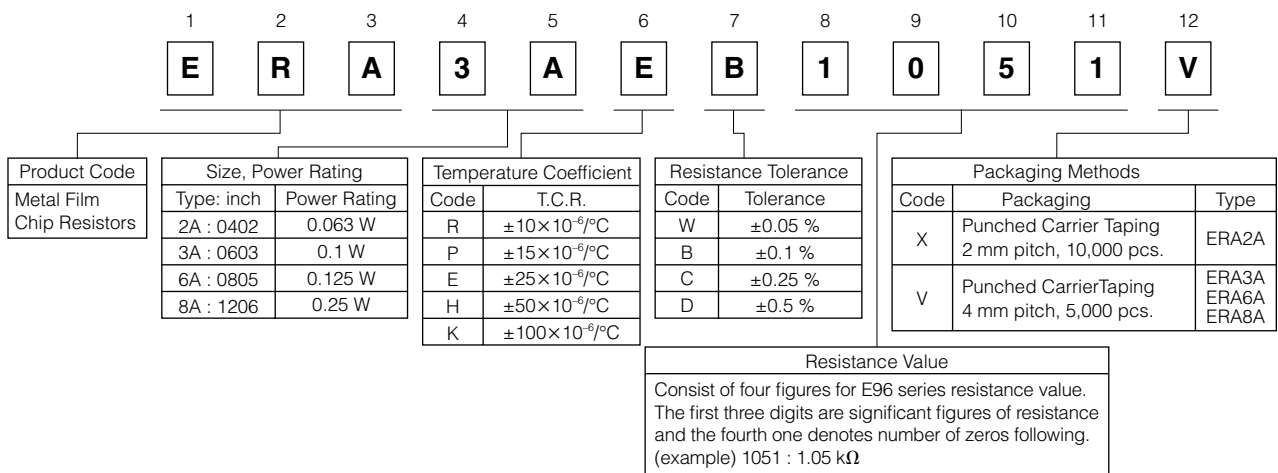 1 2 3 4 5 6 7 8 9 10 11 12
E R A 3 A E B 1 0 5 1 V
Product Code
Metal Film
Chip Resistors
Size, Power Rating
Type: inch Power Rating
2A : 0402 0.063 W
3A : 0603 0.1 W
6A : 0805 0.125 W
8A : 1206 0.25 W
Temperature Coefficient
Code T.C.R.
R ±10×10⁻⁶/°C
P ±15×10⁻⁶/°C
E ±25×10⁻⁶/°C
H ±50×10⁻⁶/°C
K ±100×10⁻⁶/°C
Resistance Tolerance
Code Tolerance
W ±0.05 %
B ±0.1 %
C ±0.25 %
D ±0.5 %
Packaging Methods
Code Packaging Type
X Punched Carrier Taping
2 mm pitch, 10,000 pcs. ERA2A
V Punched CarrierTaping
4 mm pitch, 5,000 pcs.
ERA3A
ERA6A
ERA8A
Resistance Value
Consist of four figures for E96 series resistance value.
The first three digits are significant figures of resistance
and the fourth one denotes number of zeros following.
(example) 1051 : 1.05 kΩ